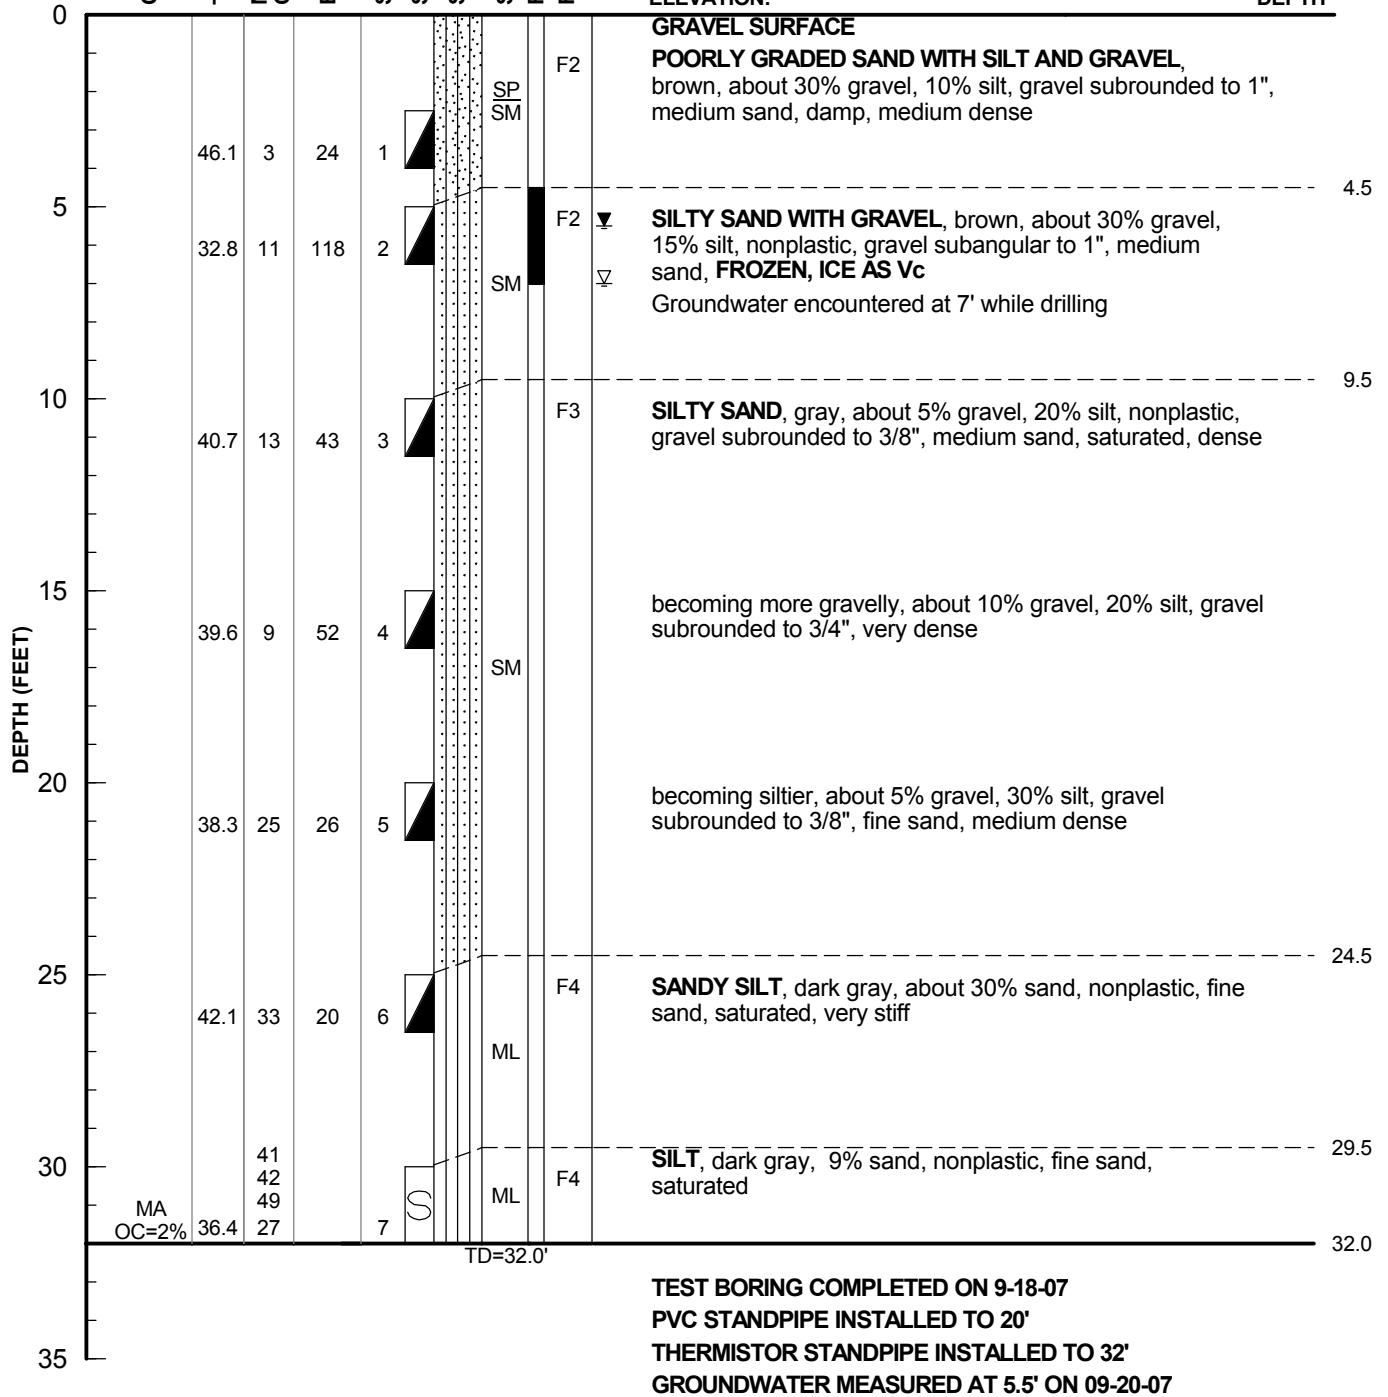 ELEVATION: DEPTH
0
GRAVEL SURFACE
F2 POORLY GRADED SAND WITH SILT AND GRAVEL,
SP brown, about 30% gravel, 10% silt, gravel subrounded to 1",
SM medium sand, damp, medium dense
46.1 3 24 1
4.5
5 F2 SILTY SAND WITH GRAVEL, brown, about 30% gravel,
32.8 11 118 2 15% silt, nonplastic, gravel subangular to 1", medium
SM sand, FROZEN, ICE AS Vc
Groundwater encountered at 7' while drilling
9.5
10 F3 SILTY SAND, gray, about 5% gravel, 20% silt, nonplastic,
40.7 13 43 3 gravel subrounded to 3/8", medium sand, saturated, dense
15 becoming more gravelly, about 10% gravel, 20% silt, gravel
39.6 9 52 4 subrounded to 3/4", very dense
SM
DEPTH (FEET)
20 becoming siltier, about 5% gravel, 30% silt, gravel
38.3 25 26 5 subrounded to 3/8", fine sand, medium dense
24.5
25 F4 SANDY SILT, dark gray, about 30% sand, nonplastic, fine
42.1 33 20 6 sand, saturated, very stiff
ML
29.5
41 SILT, dark gray, 9% sand, nonplastic, fine sand,
30 42 F4 saturated
49 S ML
MA
OC=2% 36.4 27 7
32.0
TD=32.0'
TEST BORING COMPLETED ON 9-18-07
PVC STANDPIPE INSTALLED TO 20'
THERMISTOR STANDPIPE INSTALLED TO 32'
35
GROUNDWATER MEASURED AT 5.5' ON 09-20-07